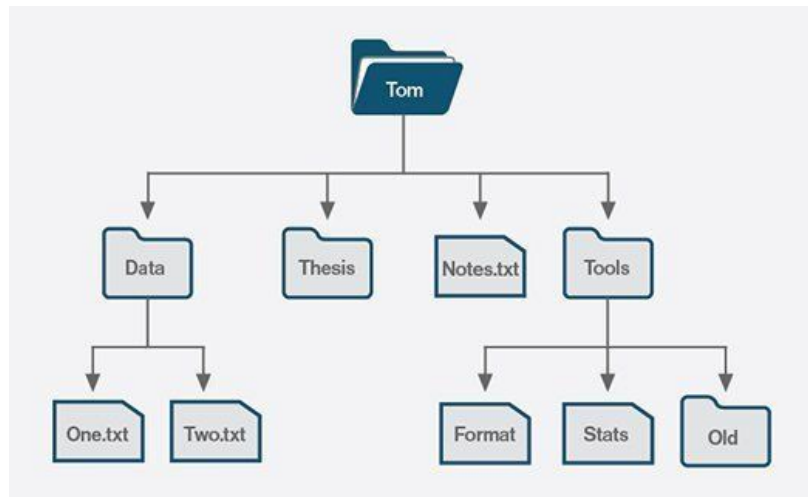 Tom
Data
Thesis
Notes.txt
Tools
One.txt
Two.txt
Format
Stats
Old